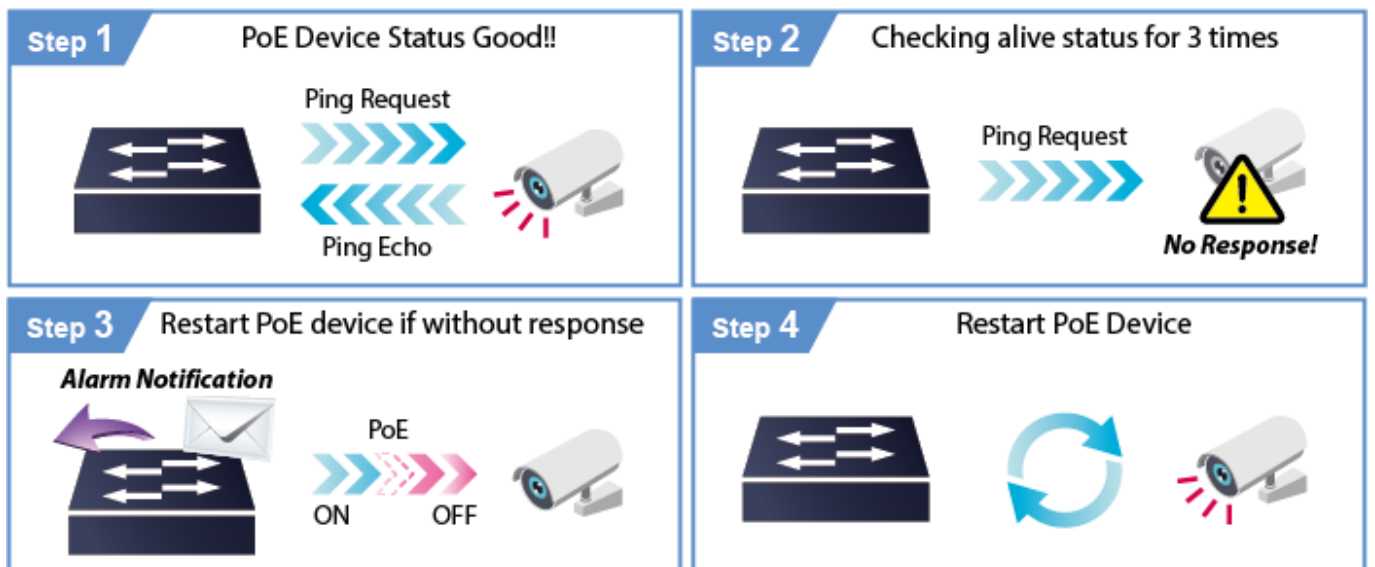 Step 1
PoE Device Status Good!!
Ping Request
Ping Echo
Step 2
Checking alive status for 3 times
Ping Request
No Response!
Step 3
Restart PoE device if without response
Alarm Notification
PoE
ON
OFF
Step 4
Restart PoE Device